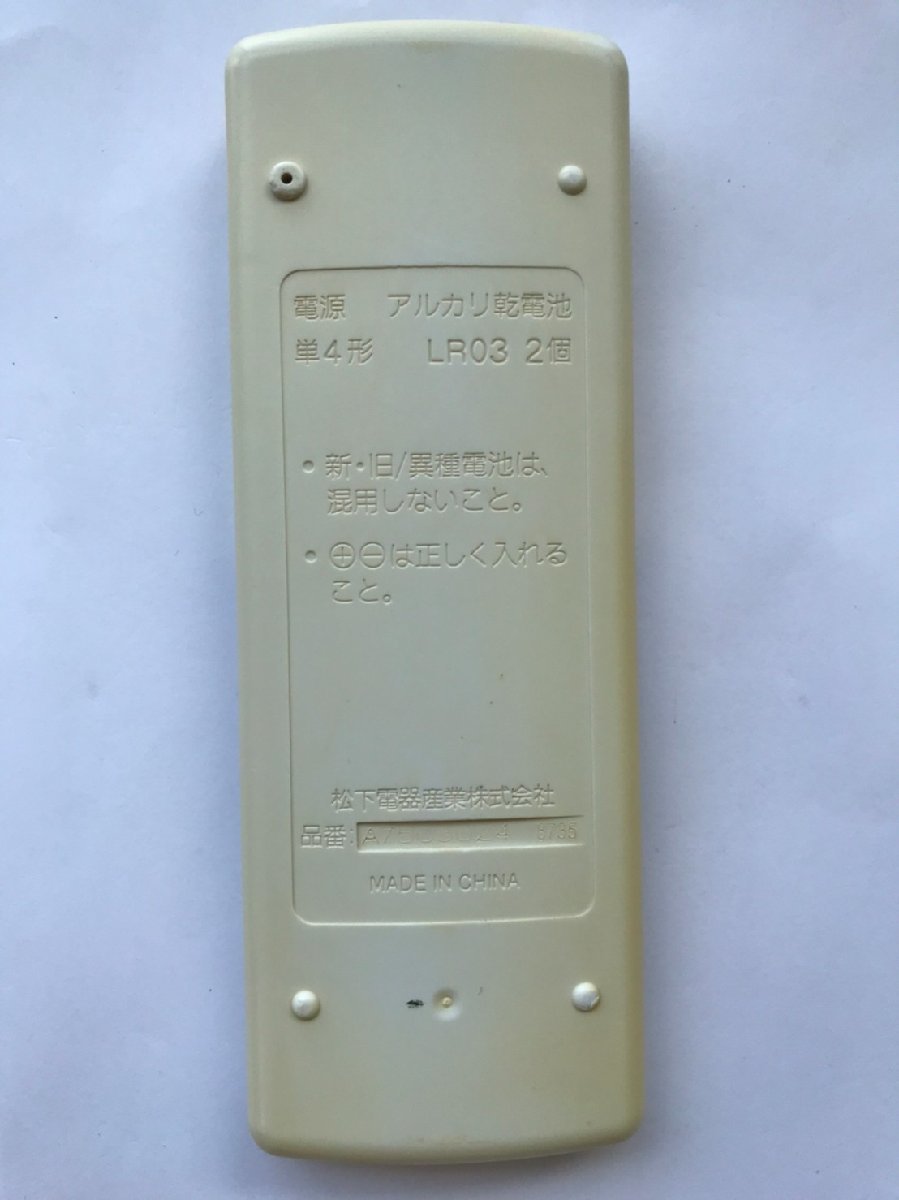 電源 アルカリ乾電池
単4形 LR03 2個
• 新・旧/異種電池は、
混用しないこと。
• ⊕⊖は正しく入れる
こと。
松下電器産業株式会社
品番:
MADE IN CHINA